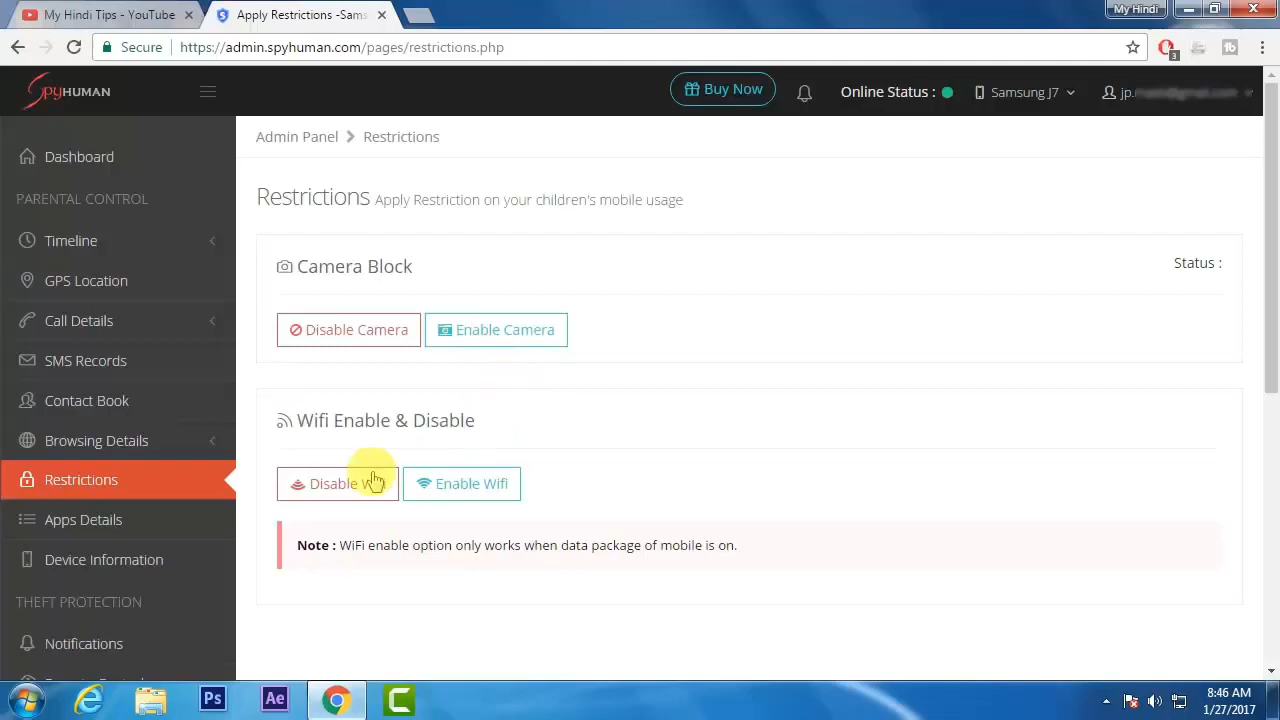 My Hindi Tips - YouTube
Apply Restrictions -Sams
My Hindi
Secure
https://admin.spyhuman.com/pages/restrictions.php
3
SPYHUMAN
Buy Now
Online Status :
Samsung J7
jp.
Dashboard
PARENTAL CONTROL
Timeline
GPS Location
Call Details
SMS Records
Contact Book
Browsing Details
Restrictions
Apps Details
Device Information
THEFT PROTECTION
Notifications
Admin Panel > Restrictions
Restrictions Apply Restriction on your children's mobile usage
Camera Block
Status :
Disable Camera
Enable Camera
Wifi Enable & Disable
Disable
Enable Wifi
Note : WiFi enable option only works when data package of mobile is on.
Ps
Ae
8:46 AM
1/27/2017